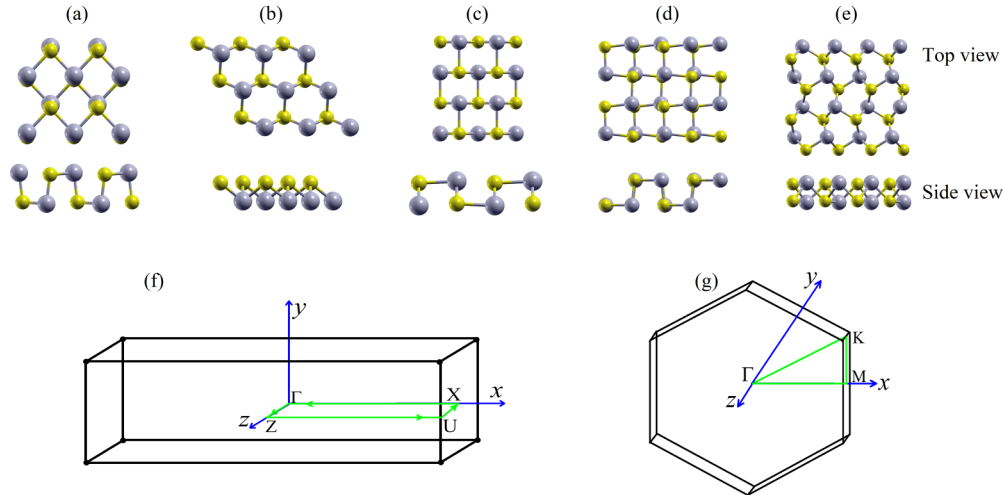 (a) (b) (c) (d) (e)
Top view
Side view
(f) (g)
y
x
z
Γ
X
Z
U
y
x
z
Γ
K
M